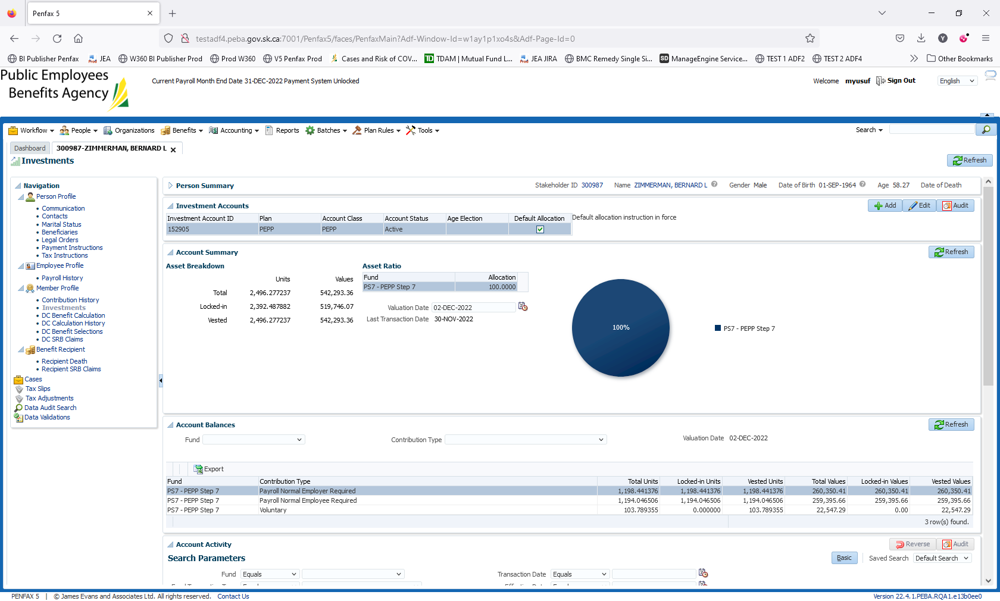 Penfax 5
testadf4.peba.gov.sk.ca:7001/Penfax5/faces/PenfaxMain?Adf-Window-Id=w1ay1p1xo4s&Adf-Page-Id=0
BI Publisher Penfax JEA W360 BI Publisher Prod Prod W360 V5 Penfax Prod Cases and Risk of COV... TDAM | Mutual Fund L... JEA JIRA BMC Remedy Single Si... ManageEngine Service... TEST 1 ADF2 TEST 2 ADF4 Other Bookmarks
Public Employees
Benefits Agency
Current Payroll Month End Date 31-DEC-2022 Payment System Unlocked
Welcome myusuf Sign Out English
Workflow People Organizations Benefits Accounting Reports Batches Plan Rules Tools Search
Dashboard 300987-ZIMMERMAN, BERNARD L
Investments Refresh
Navigation
Person Profile
Communication
Contacts
Marital Status
Beneficiaries
Legal Orders
Payment Instructions
Tax Instructions
Employee Profile
Payroll History
Member Profile
Contribution History
Investments
DC Benefit Calculation
DC Calculation History
DC Benefit Selections
DC SRB Claims
Benefit Recipient
Recipient Death
Recipient SRB Claims
Cases
Tax Slips
Tax Adjustments
Data Audit Search
Data Validations
Person Summary Stakeholder ID 300987 Name ZIMMERMAN, BERNARD L Gender Male Date of Birth 01-SEP-1964 Age 58.27 Date of Death
Investment Accounts Add Edit Audit
Investment Account ID Plan Account Class Account Status Age Election Default Allocation Default allocation instruction in force
152905 PEPP PEPP Active
Account Summary Refresh
Asset Breakdown Asset Ratio
Units Values
Total 2,496.277237 542,293.36
Locked-in 2,392.487882 519,746.07
Vested 2,496.277237 542,293.36
Fund Allocation
PS7 - PEPP Step 7 100.0000
Valuation Date 02-DEC-2022
Last Transaction Date 30-NOV-2022
100%
PS7 - PEPP Step 7
Account Balances Refresh
Fund Contribution Type Valuation Date 02-DEC-2022
Export
Fund Contribution Type Total Units Locked-in Units Vested Units Total Values Locked-in Values Vested Values
PS7 - PEPP Step 7 Payroll Normal Employer Required 1,198.441376 1,198.441376 1,198.441376 260,350.41 260,350.41 260,350.41
PS7 - PEPP Step 7 Payroll Normal Employee Required 1,194.046506 1,194.046506 1,194.046506 259,395.66 259,395.66 259,395.66
PS7 - PEPP Step 7 Voluntary 103.789355 0.000000 103.789355 22,547.29 0.00 22,547.29
3 row(s) found.
Account Activity Reverse Audit
Search Parameters Basic Saved Search Default Search
Fund Equals Transaction Date Equals
PENFAX 5 | © James Evans and Associates Ltd. All rights reserved. Contact Us Version 22.4.1.PEBA.RQA1.e13b0ee0